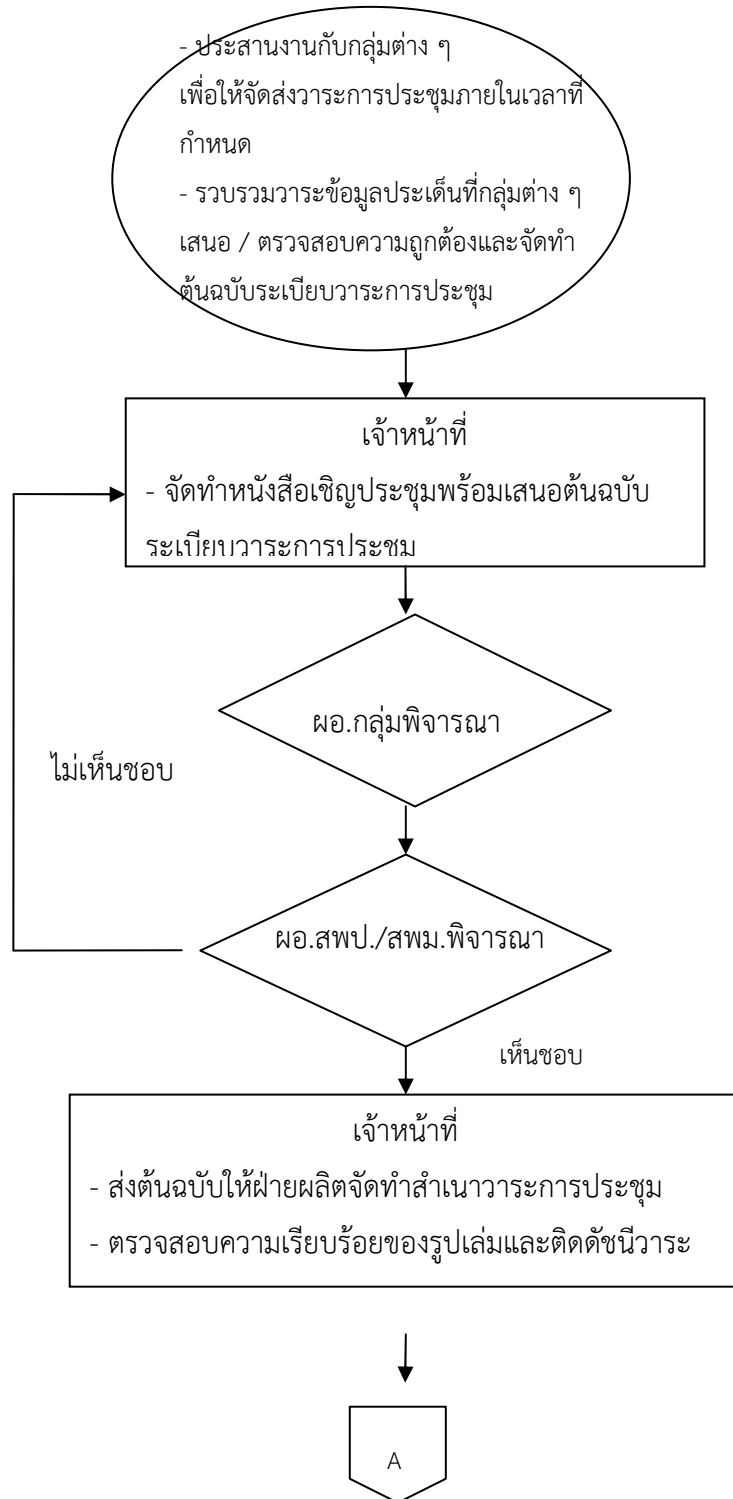 - ประสานงานกับกลุ่มต่าง ๆ
เพื่อให้จัดส่งวาระการประชุมภายในเวลาที่
กำหนด
- รวบรวมวาระข้อมูลประเด็นที่กลุ่มต่าง ๆ
เสนอ / ตรวจสอบความถูกต้องและจัดทำ
ต้นฉบับระเบียบวาระการประชุม
เจ้าหน้าที่
- จัดทำหนังสือเชิญประชุมพร้อมเสนอต้นฉบับ
ระเบียบวาระการประชุม
ผอ.กลุ่มพิจารณา
ไม่เห็นชอบ
ผอ.สพป./สพม.พิจารณา
เห็นชอบ
เจ้าหน้าที่
- ส่งต้นฉบับให้ฝ่ายผลิตจัดทำสำเนาวาระการประชุม
- ตรวจสอบความเรียบร้อยของรูปเล่มและติดดัชนีวาระ
A